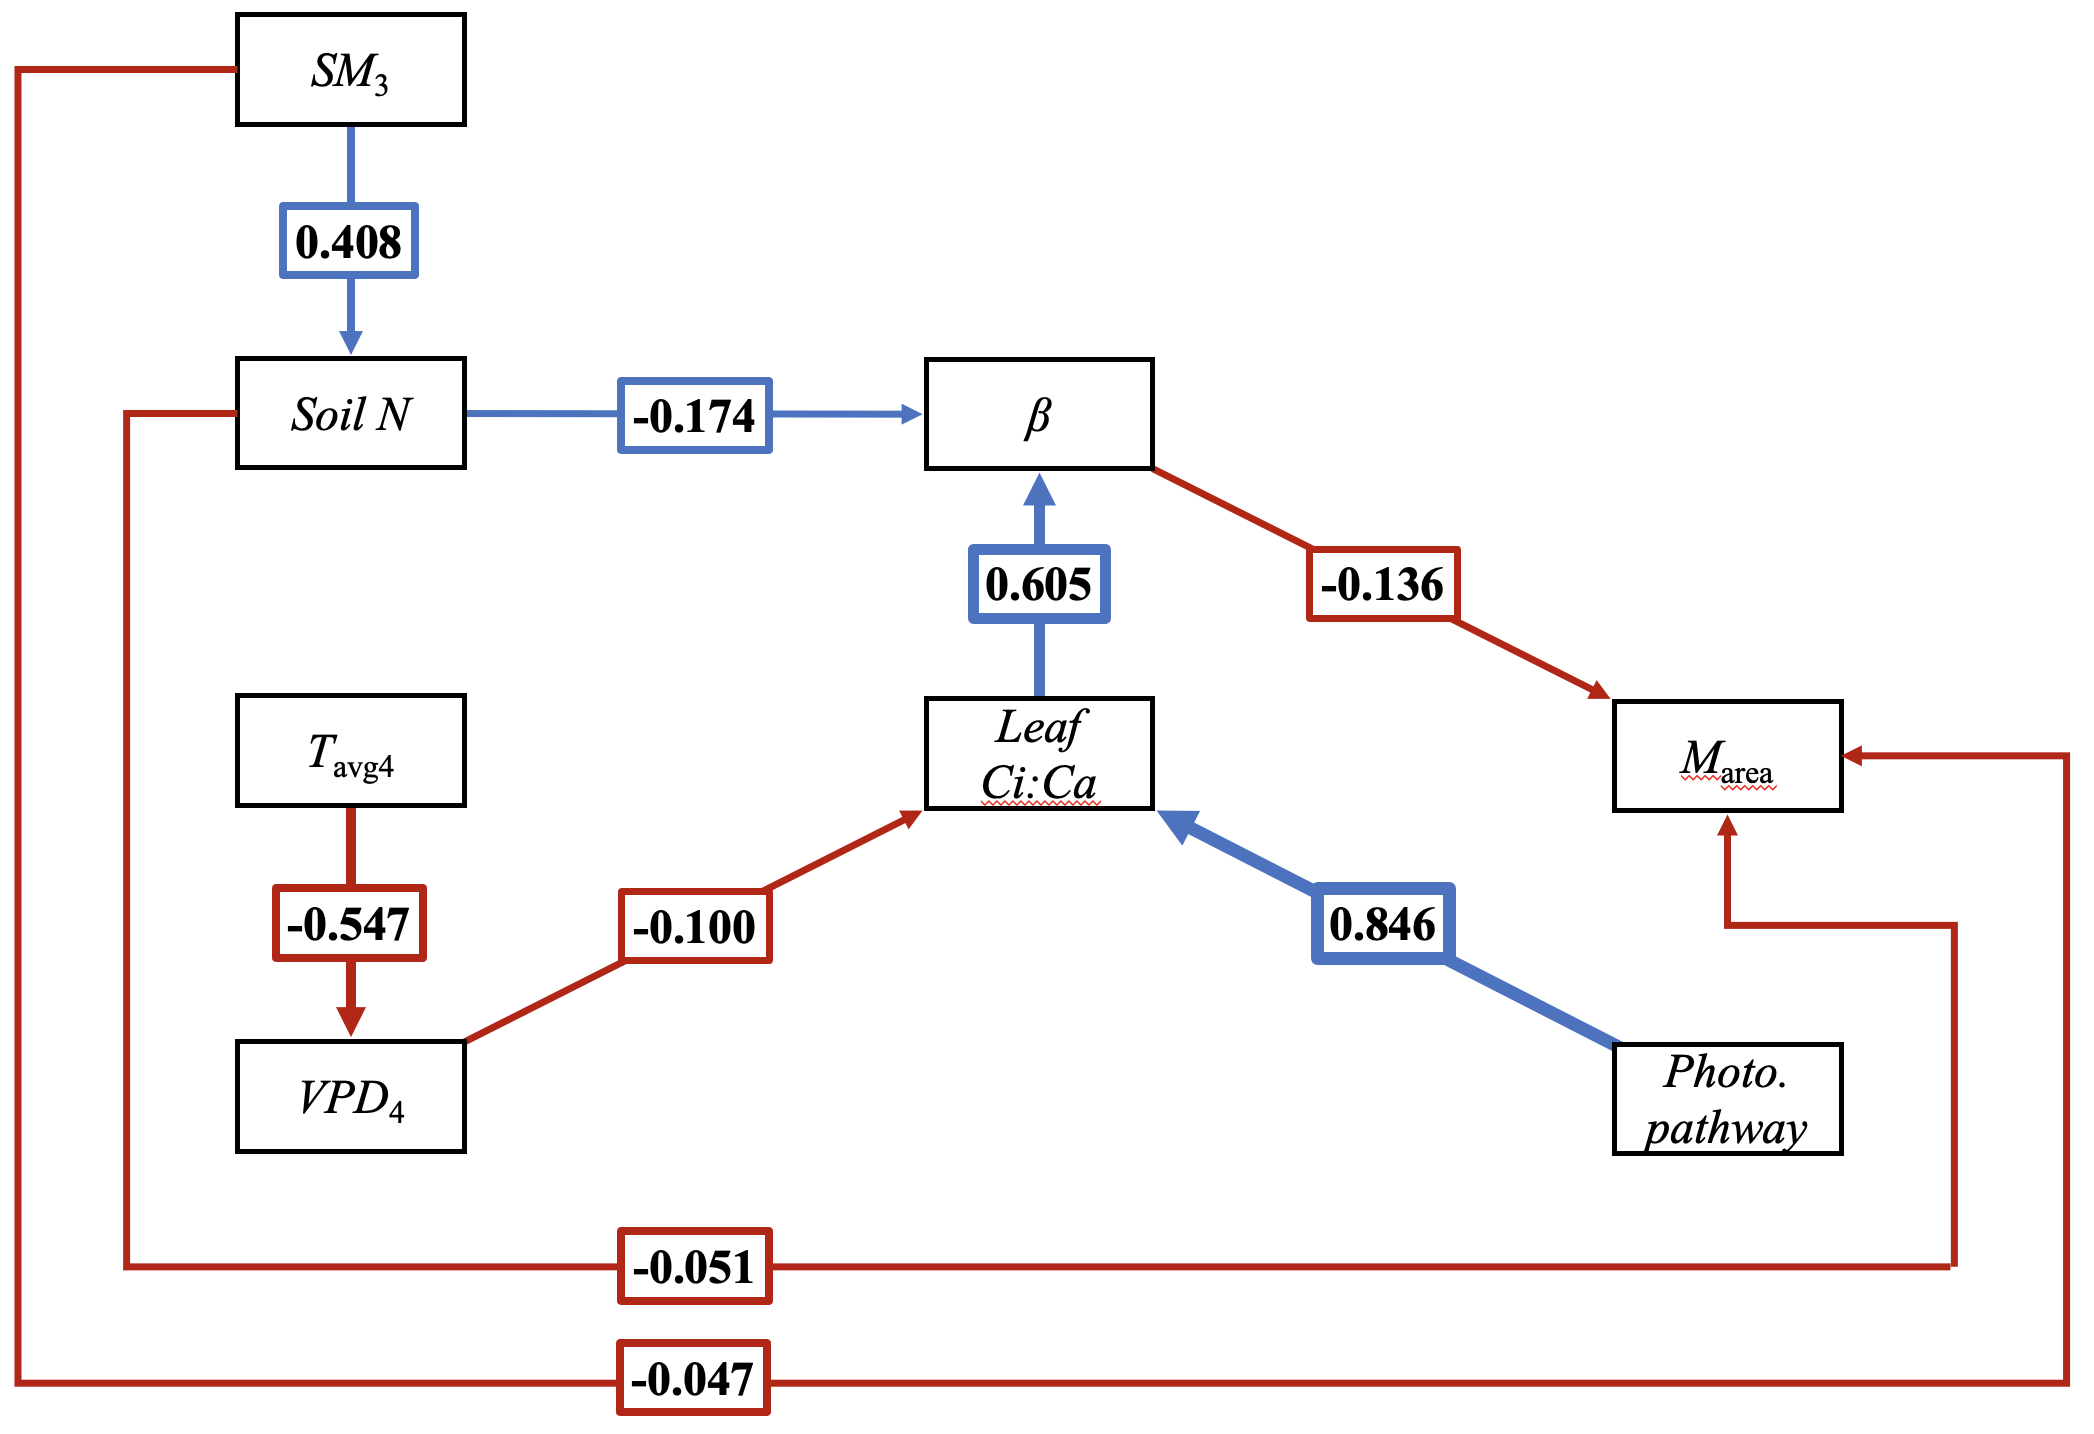 SM3
0.408
Soil N
-0.174
β
0.605
-0.136
Tavg4
Leaf
Ci:Ca
Marea
-0.547
-0.100
0.846
VPD4
Photo.
pathway
-0.051
-0.047